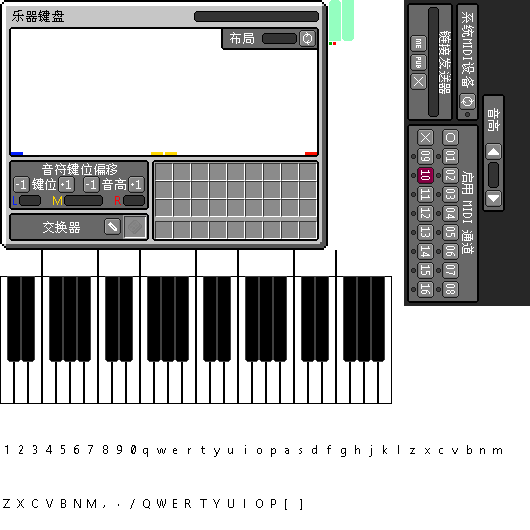 乐器键盘
布局
音符键位偏移
-1 键位 +1 -1 音高 +1
L M R
交换器
系统MIDI设备
链接发送器
IME PUB
音高
启用 MIDI 通道
01 02 03 04 05 06 07 08
09 10 11 12 13 14 15 16
1 2 3 4 5 6 7 8 9 0 q w e r t y u i o p a s d f g h j k l z x c v b n m
Z X C V B N M , . / Q W E R T Y U I O P [ ]